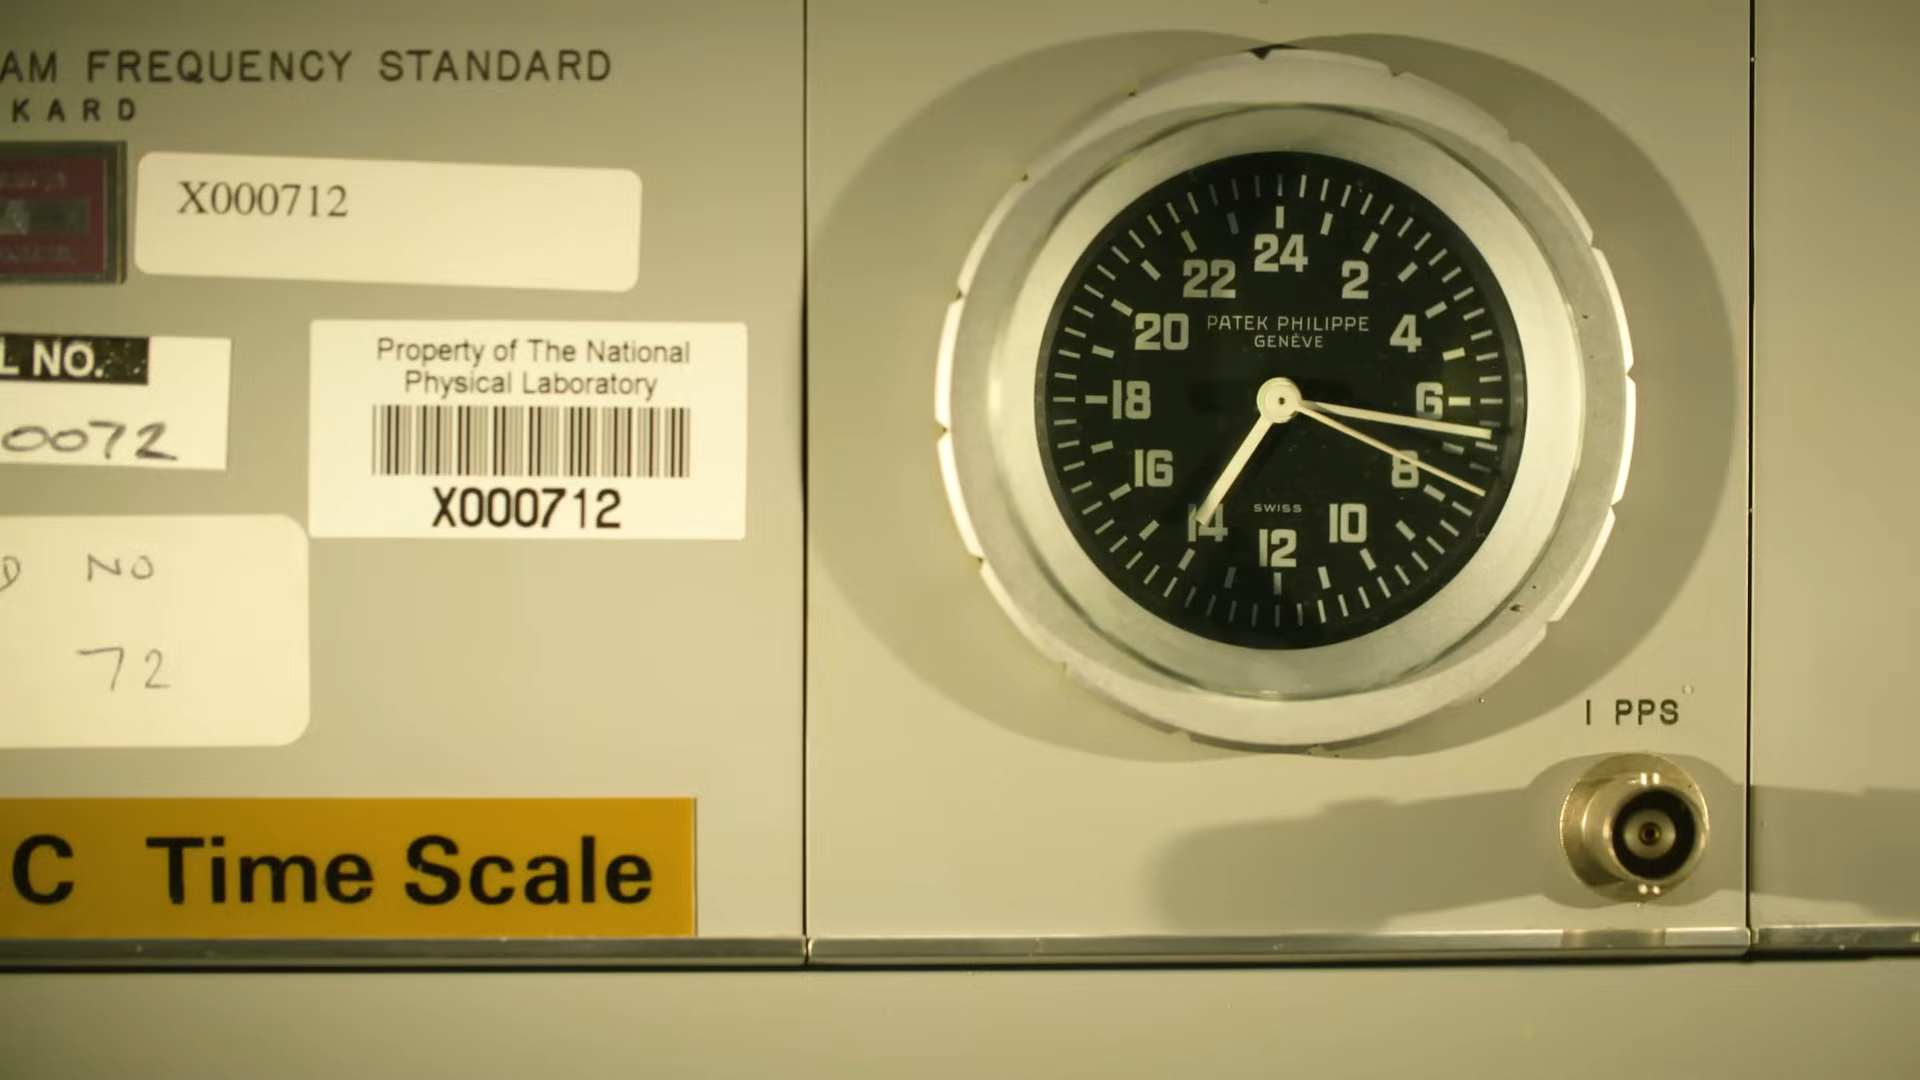 AM FREQUENCY STANDARD
KARD
X000712
L NO.
0072
Property of The National
Physical Laboratory
X000712
NO
72
C Time Scale
24
22
2
20
PATEK PHILIPPE
GENÈVE
4
18
6
16
8
14
SWISS
10
12
1 PPS